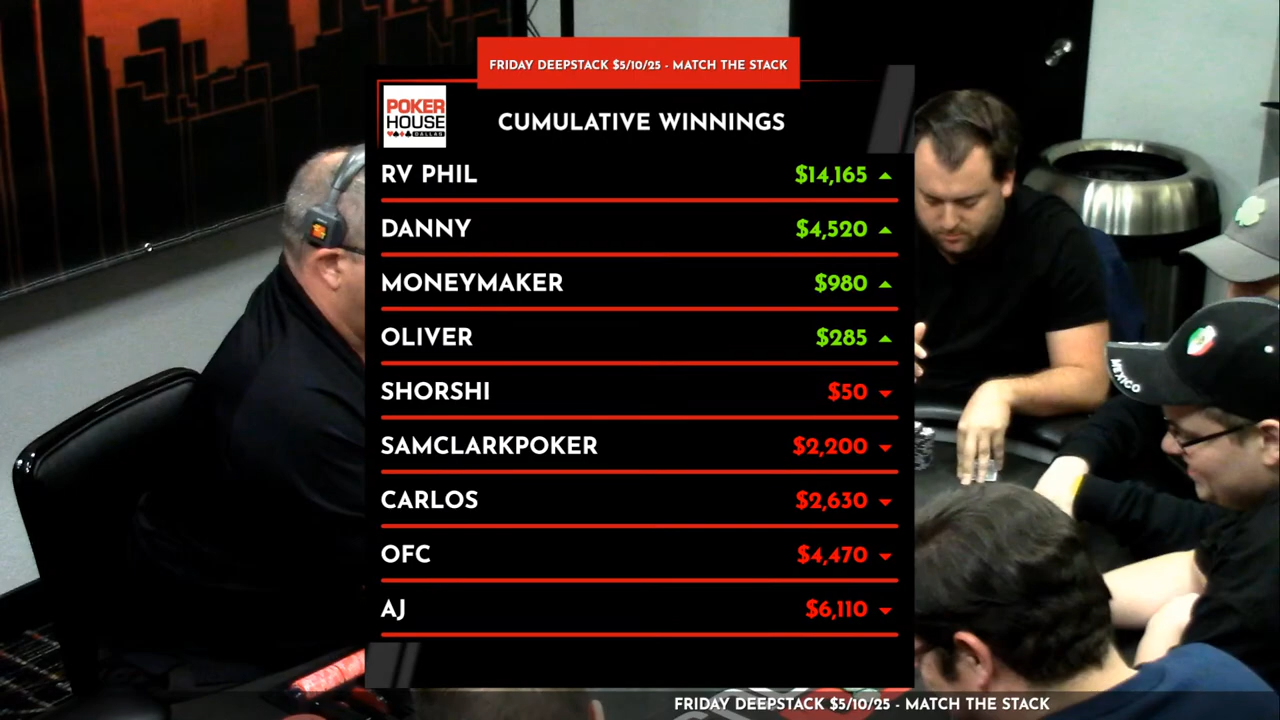 FRIDAY DEEPSTACK $5/10/25 - MATCH THE STACK
POKER
HOUSE
DALLAS
CUMULATIVE WINNINGS
RV PHIL $14,165
DANNY $4,520
MONEYMAKER $980
OLIVER $285
SHORSHI $50
SAMCLARKPOKER $2,200
CARLOS $2,630
OFC $4,470
AJ $6,110
MEXICO
FRIDAY DEEPSTACK $5/10/25 - MATCH THE STACK